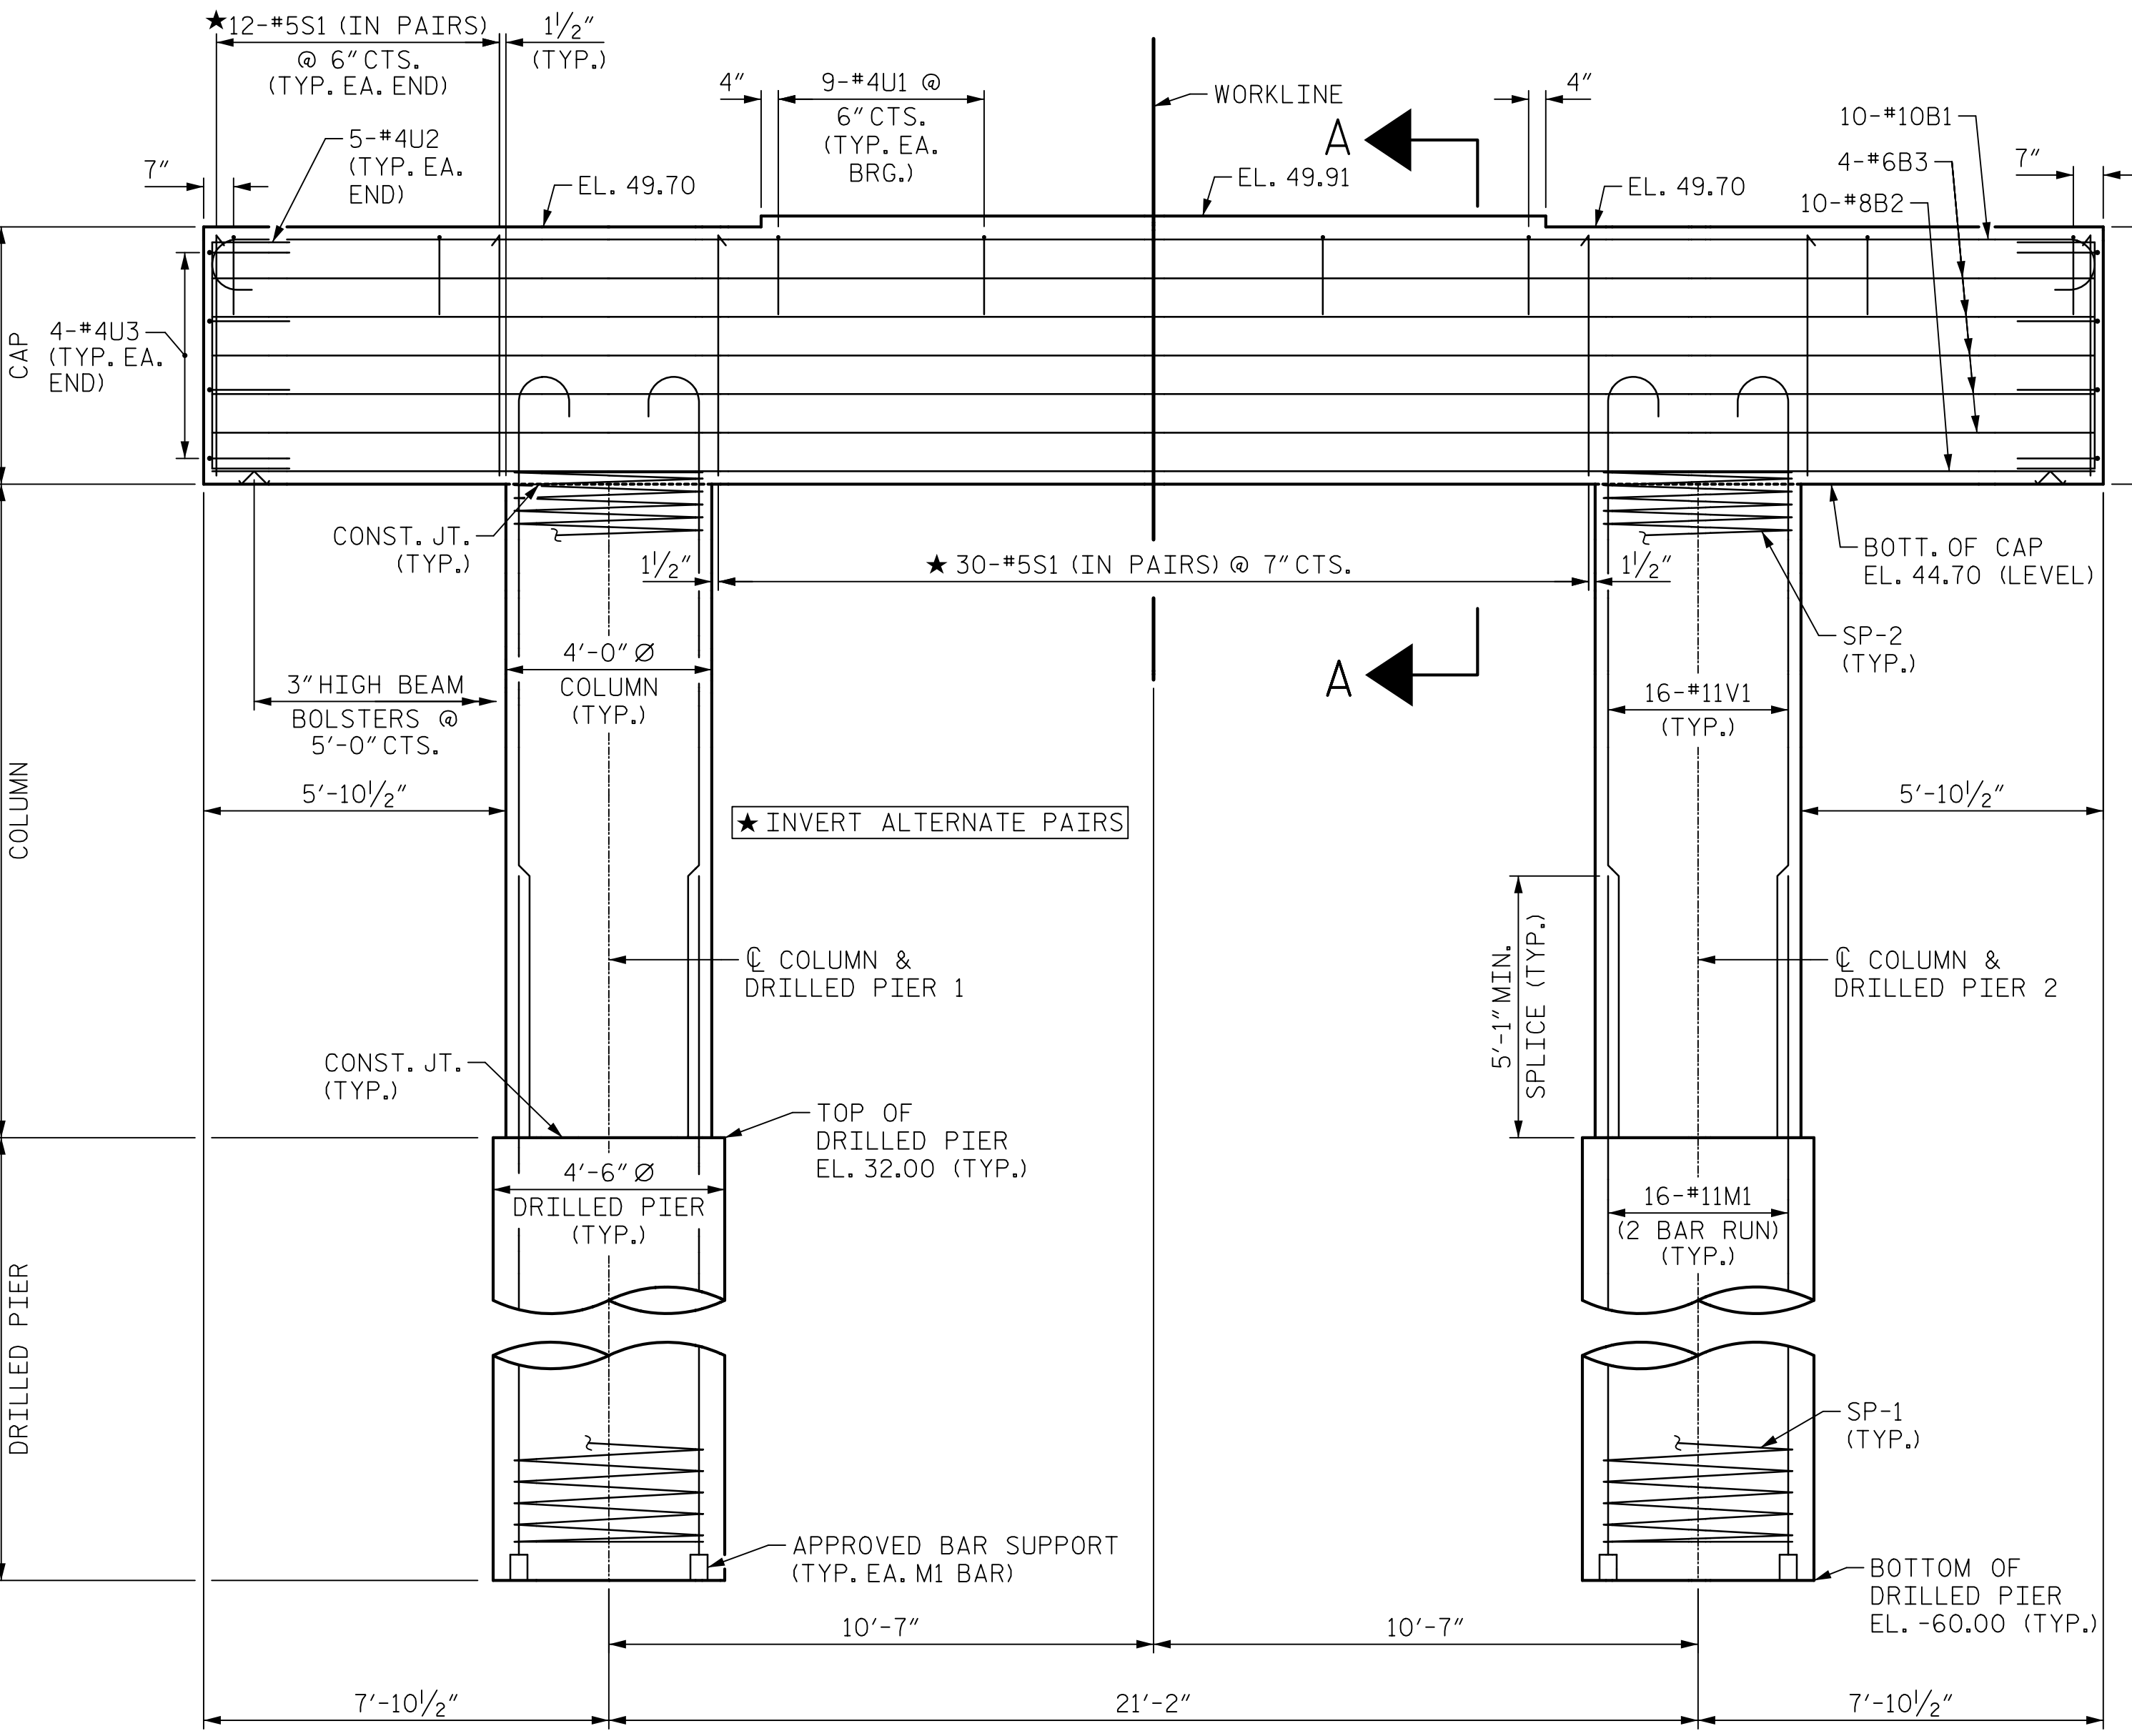 ★12-#5S1 (IN PAIRS)
@ 6" CTS.
(TYP. EA. END)
1½"
(TYP.)
4"
9-#4U1 @
6" CTS.
(TYP. EA.
BRG.)
WORKLINE
4"
A
10-#10B1
4-#6B3
10-#8B2
7"
5-#4U2
(TYP. EA.
END)
7"
EL. 49.70
EL. 49.91
EL. 49.70
CAP
4-#4U3
(TYP. EA.
END)
CONST. JT.
(TYP.)
1½"
★ 30-#5S1 (IN PAIRS) @ 7" CTS.
1½"
BOTT. OF CAP
EL. 44.70 (LEVEL)
SP-2
(TYP.)
4'-0" Ø
COLUMN
(TYP.)
3" HIGH BEAM
BOLSTERS @
5'-0" CTS.
A
16-#11V1
(TYP.)
COLUMN
5'-10½"
★ INVERT ALTERNATE PAIRS
5'-10½"
℄ COLUMN &
DRILLED PIER 1
5'-1" MIN.
SPLICE (TYP.)
℄ COLUMN &
DRILLED PIER 2
CONST. JT.
(TYP.)
TOP OF
DRILLED PIER
EL. 32.00 (TYP.)
4'-6" Ø
DRILLED PIER
(TYP.)
16-#11M1
(2 BAR RUN)
(TYP.)
DRILLED PIER
SP-1
(TYP.)
APPROVED BAR SUPPORT
(TYP. EA. M1 BAR)
BOTTOM OF
DRILLED PIER
EL. -60.00 (TYP.)
10'-7"
10'-7"
7'-10½"
21'-2"
7'-10½"